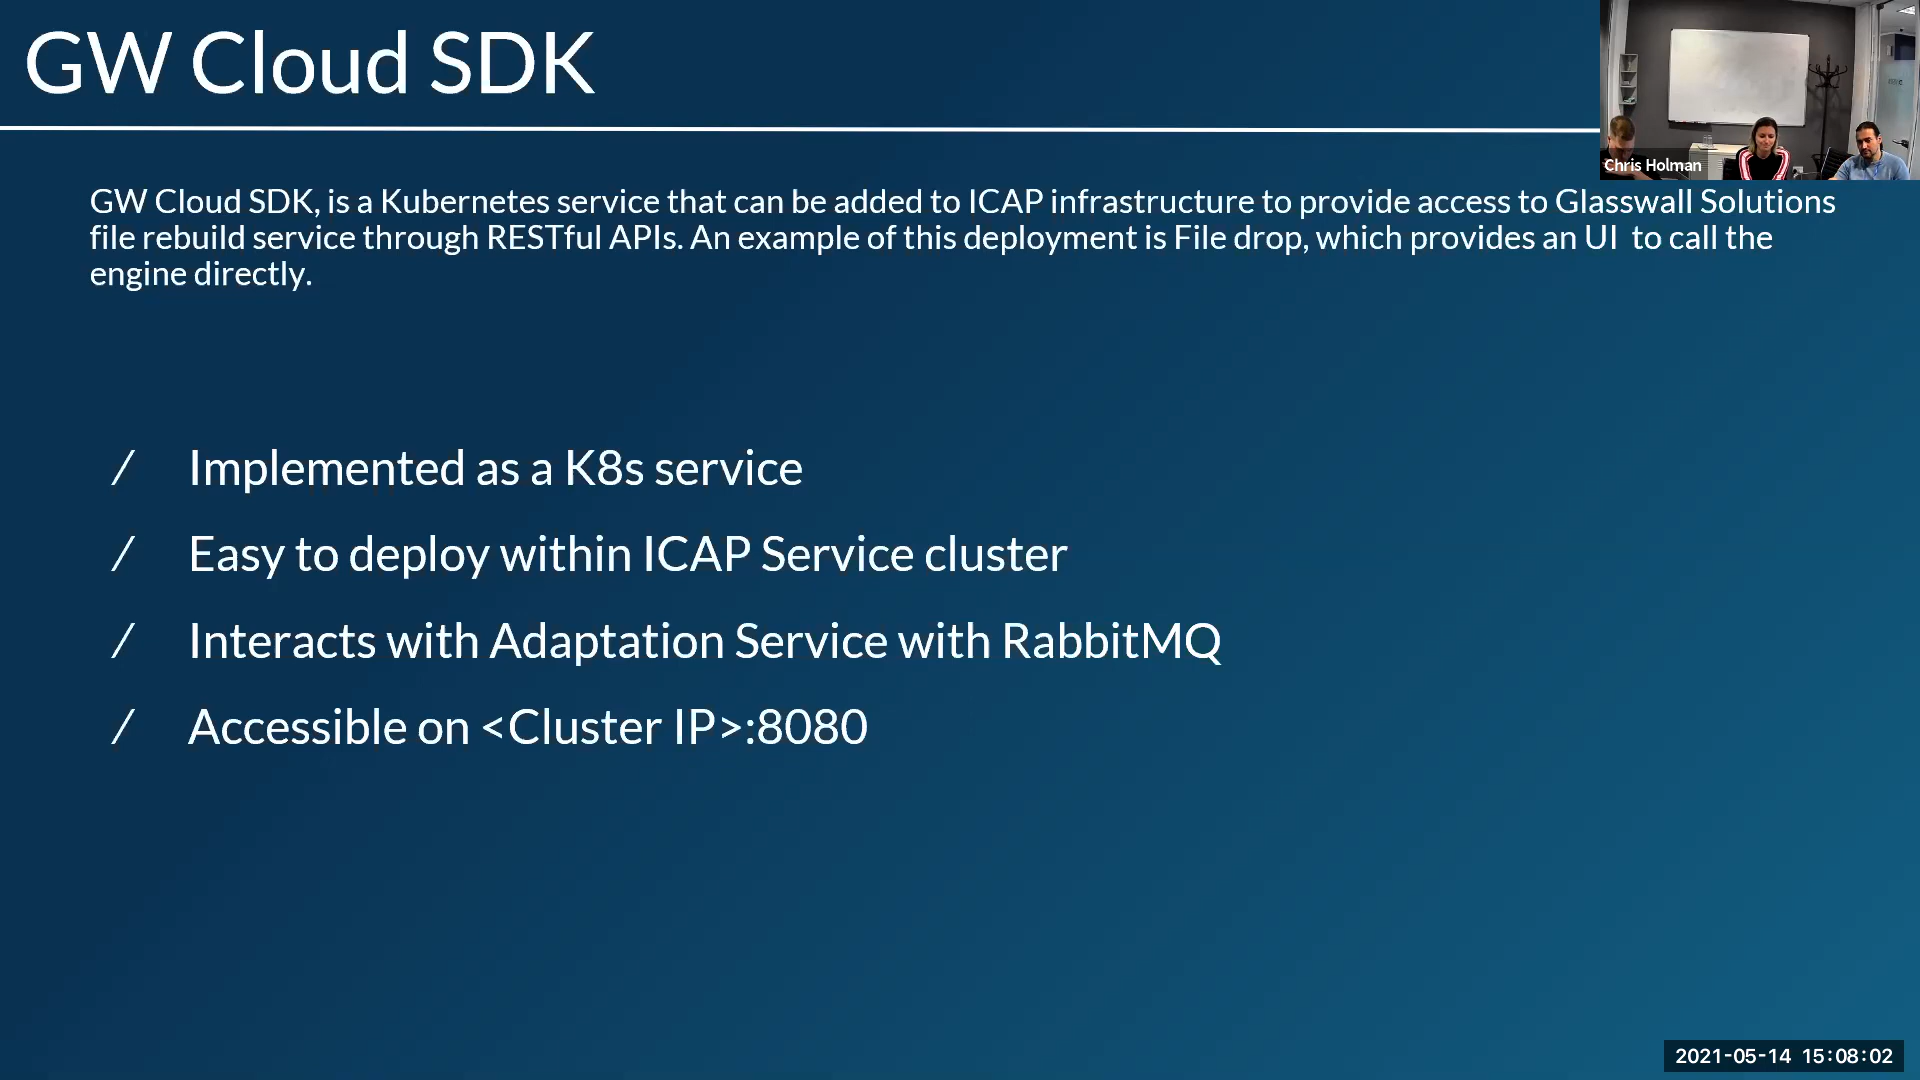 GW Cloud SDK
Chris Holman
GW Cloud SDK, is a Kubernetes service that can be added to ICAP infrastructure to provide access to Glasswall Solutions
file rebuild service through RESTful APIs. An example of this deployment is File drop, which provides an UI  to call the
engine directly.
/ Implemented as a K8s service
/ Easy to deploy within ICAP Service cluster
/ Interacts with Adaptation Service with RabbitMQ
/ Accessible on <Cluster IP>:8080
2021-05-14 15:08:02